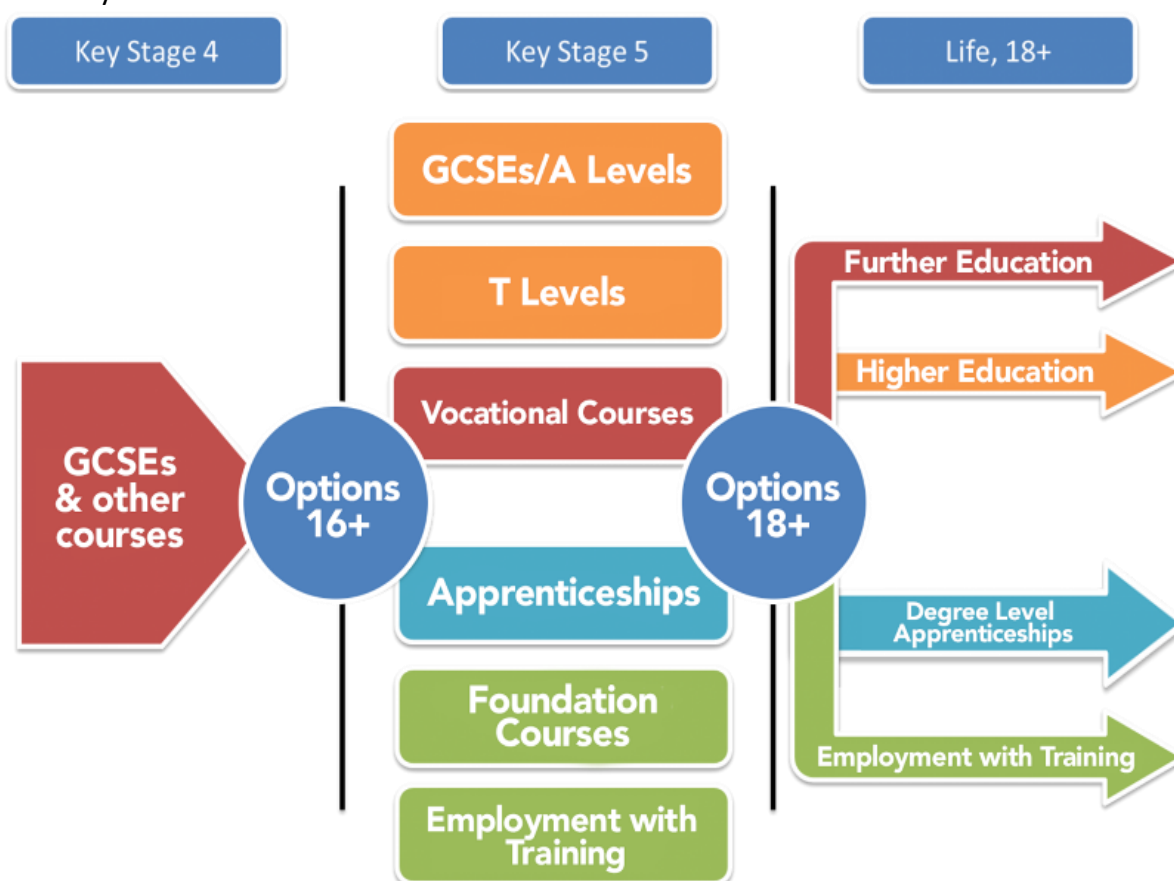 Key Stage 4
Key Stage 5
Life, 18+
GCSEs
& other
courses
Options
16+
GCSEs/A Levels
T Levels
Vocational Courses
Apprenticeships
Foundation
Courses
Employment with
Training
Options
18+
Further Education
Higher Education
Degree Level
Apprenticeships
Employment with Training